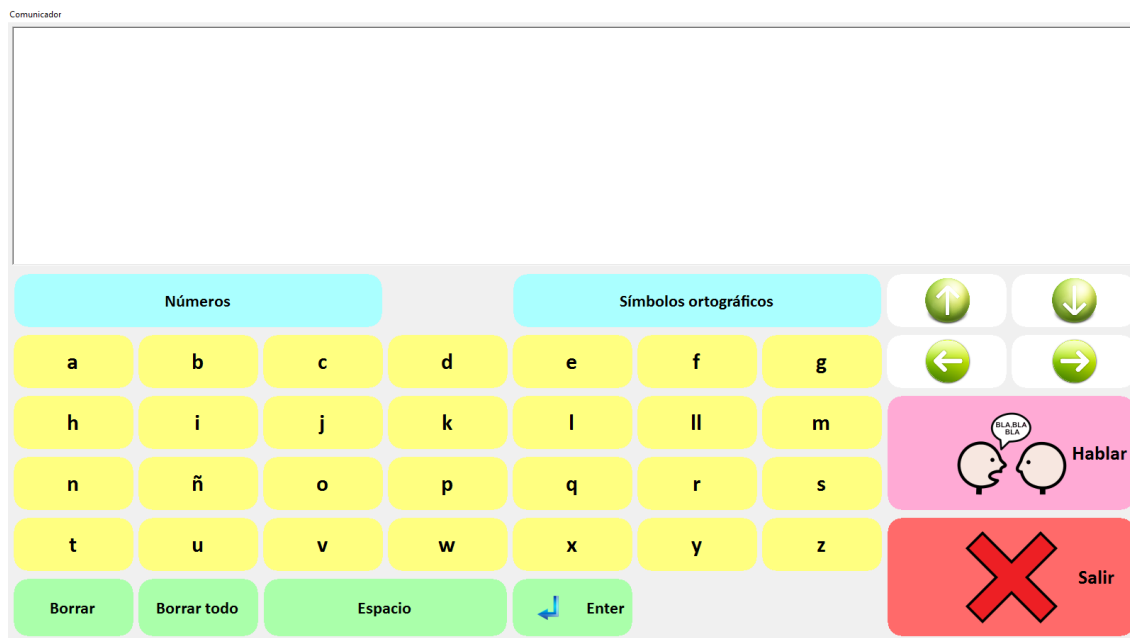 Comunicador
Números
Símbolos ortográficos
a b c d e f g
h i j k l ll m
BLA,BLA
BLA
Hablar
n ñ o p q r s
t u v w x y z
Salir
Borrar Borrar todo Espacio Enter